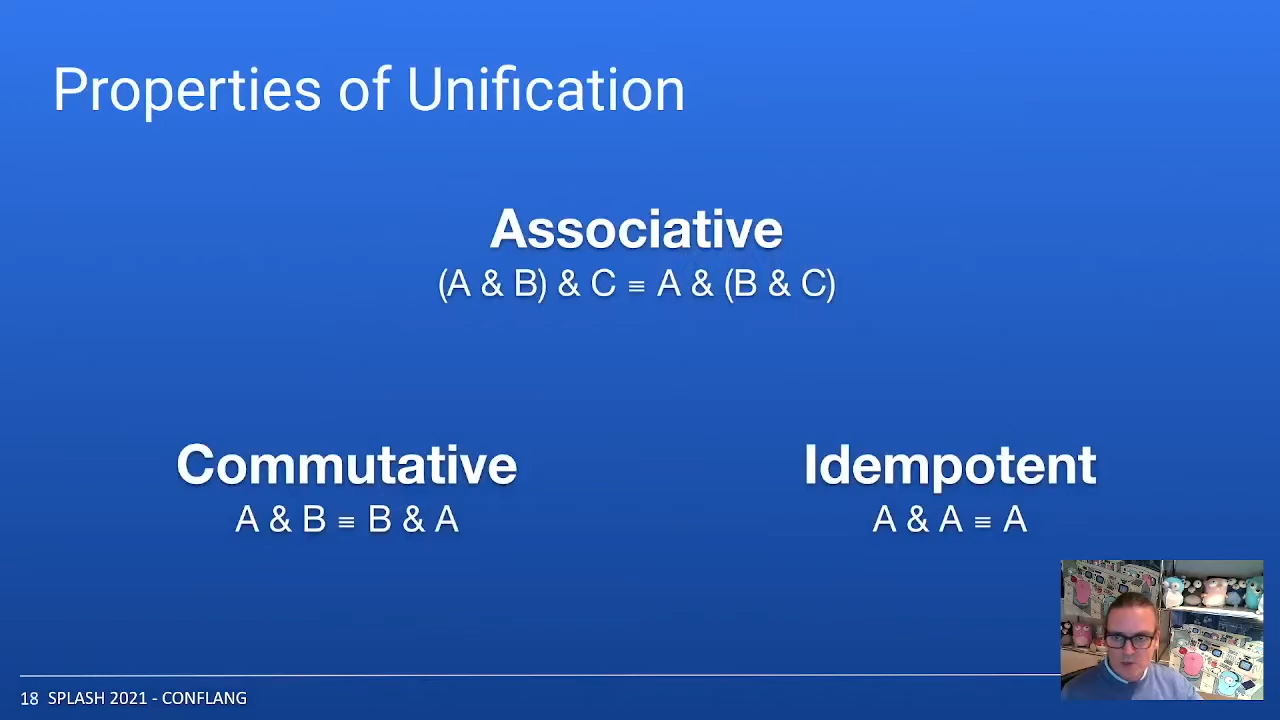 Properties of Unification
Associative
(A & B) & C ≡ A & (B & C)
Commutative
A & B ≡ B & A
Idempotent
A & A ≡ A
18 SPLASH 2021 - CONFLANG